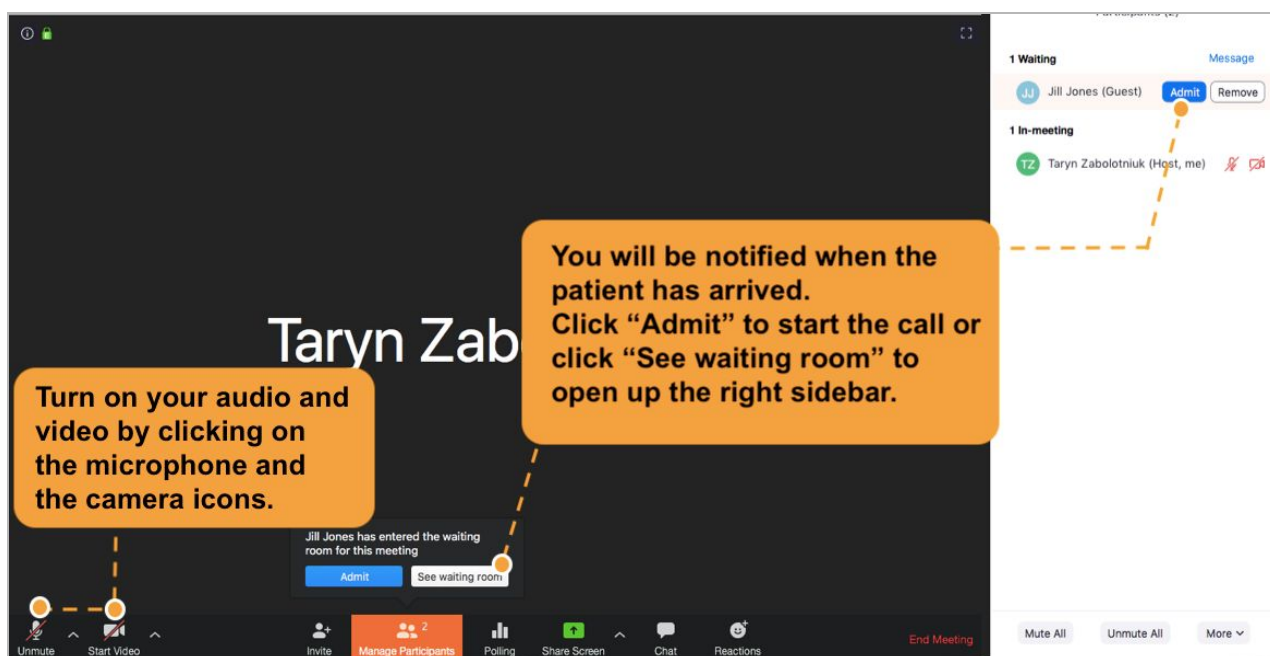 1 Waiting
Message
JJ
Jill Jones (Guest)
Admit
Remove
1 In-meeting
TZ
Taryn Zabolotniuk (Host, me)
You will be notified when the
patient has arrived.
Click “Admit” to start the call or
click “See waiting room” to
open up the right sidebar.
Taryn Zab
Turn on your audio and
video by clicking on
the microphone and
the camera icons.
Jill Jones has entered the waiting
room for this meeting
Admit
See waiting room
Unmute
Start Video
Invite
2
Manage Participants
Polling
Share Screen
Chat
Reactions
End Meeting
Mute All
Unmute All
More